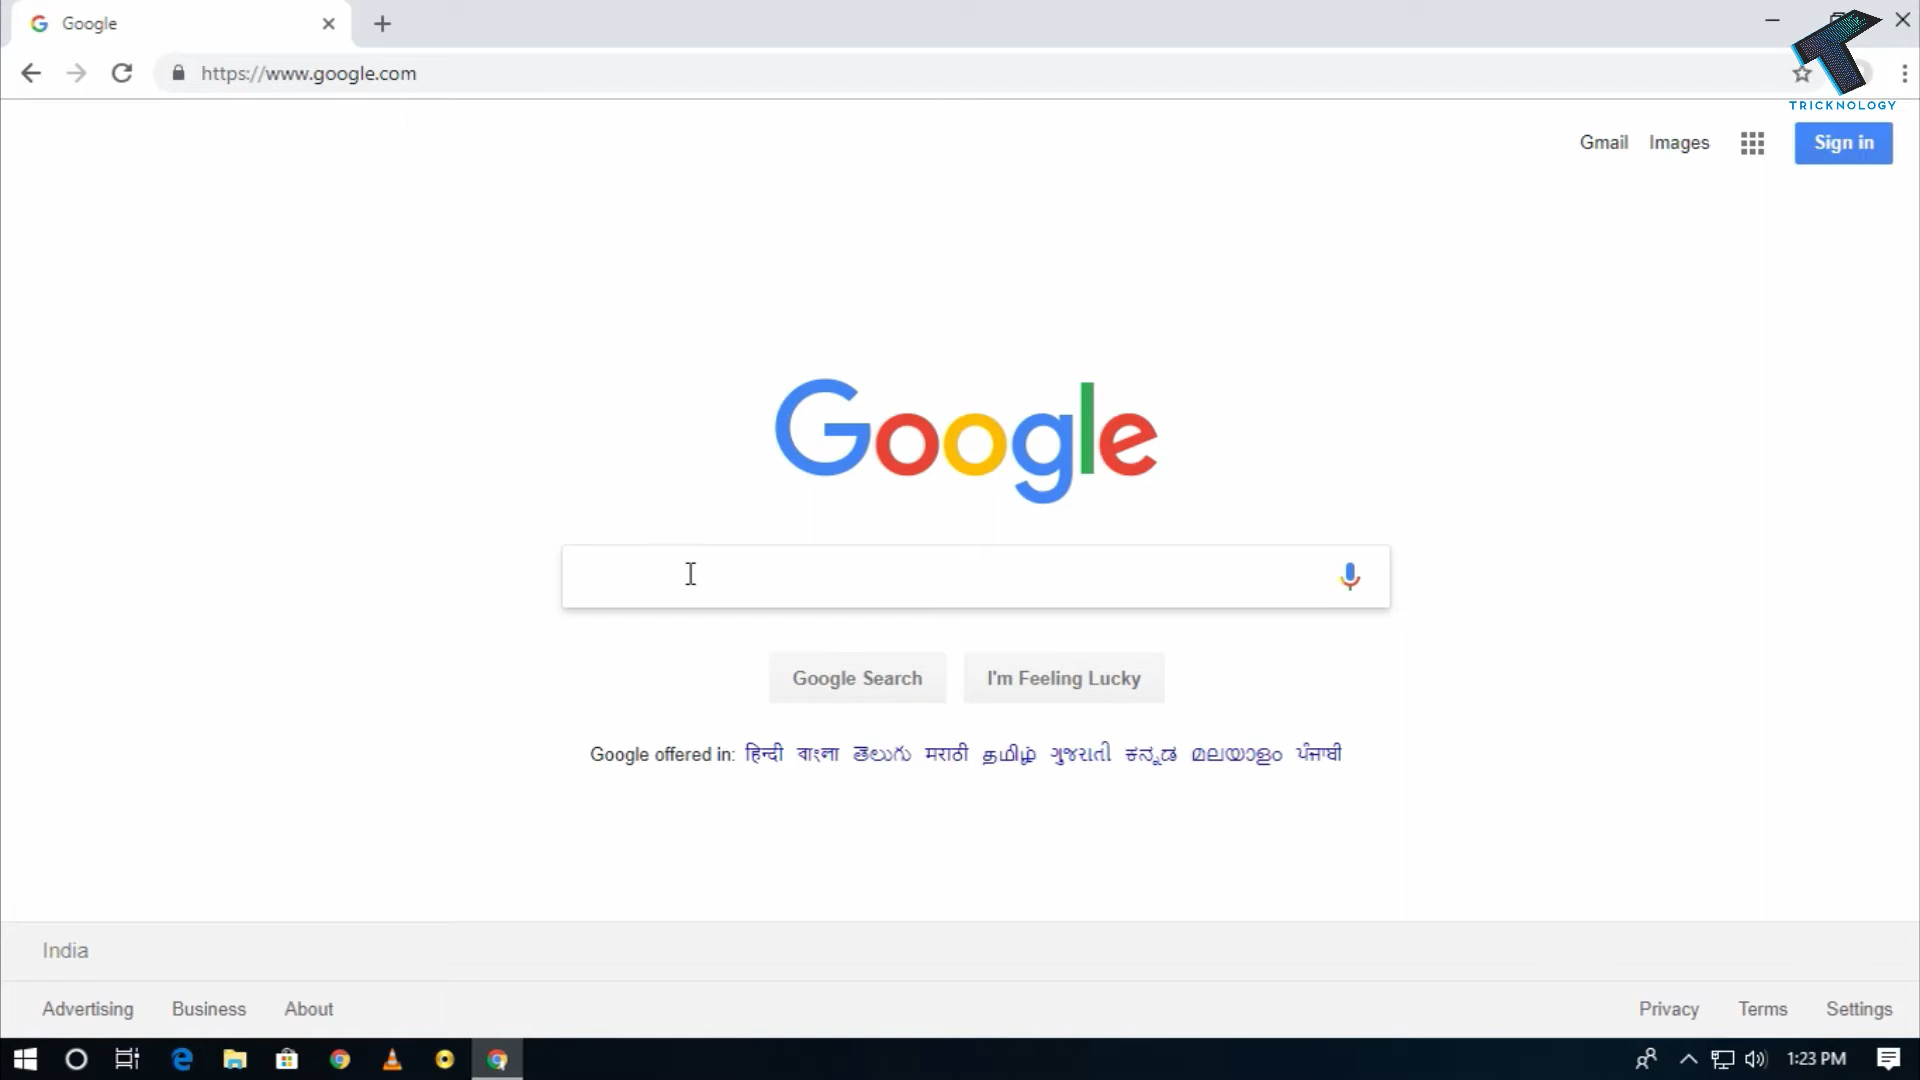 Google
https://www.google.com
TRICKNOLOGY
Gmail Images Sign in
Google
Google Search I'm Feeling Lucky
Google offered in: हिन्दी বাংলা తెలుగు मराठी தமிழ் ગુજરાતી ಕನ್ನಡ മലയാളം ਪੰਜਾਬੀ
India
Advertising Business About Privacy Terms Settings
1:23 PM